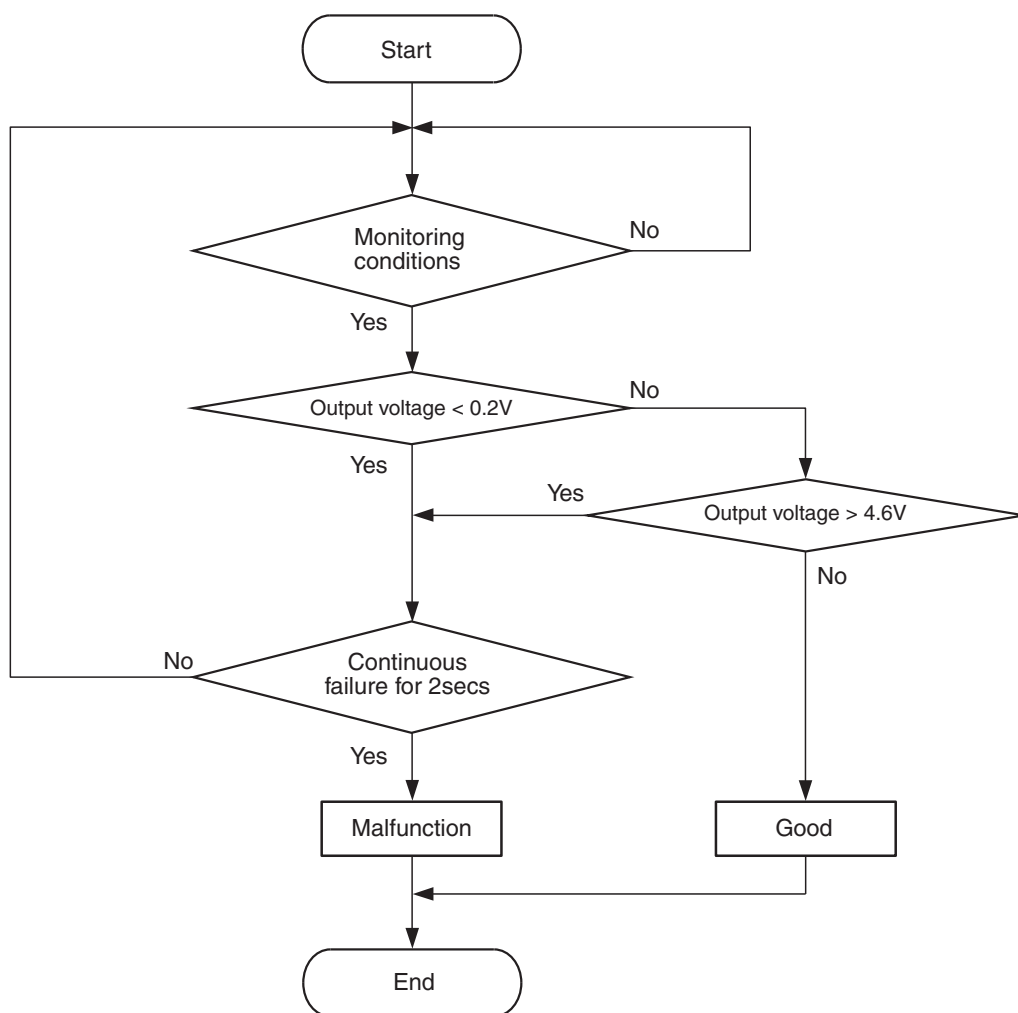 Start
Monitoring
conditions
No
Yes
Output voltage < 0.2V
No
Yes
Yes
Output voltage > 4.6V
No
Continuous
failure for 2secs
No
Yes
Malfunction
Good
End